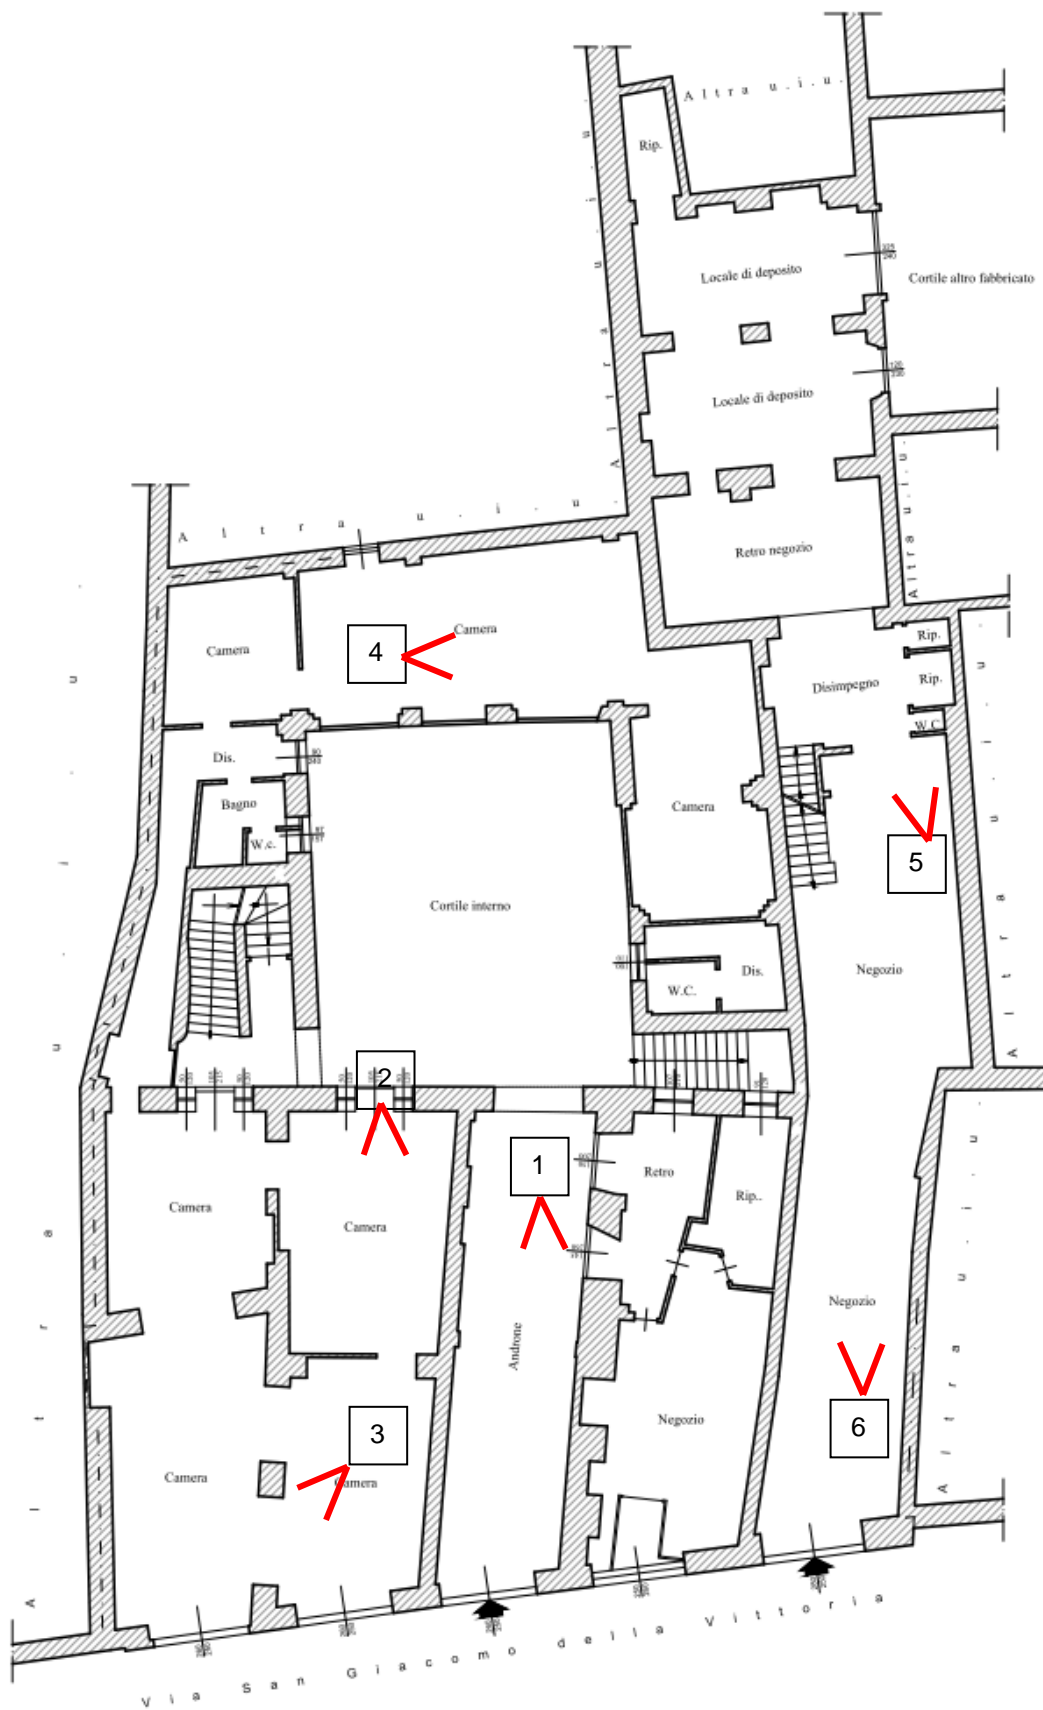 Altra u.i.u.
Rip.
Altra u.i.u.
Locale di deposito
Cortile altro fabbricato
Locale di deposito
Altra u.i.u.
Altra u.i.u.
Retro negozio
Camera
4
Camera
Rip.
Disimpegno
Rip.
W.C.
Dis.
Bagno
W.c.
Camera
5
Altra u.i.u.
Cortile interno
Negozio
Dis.
W.C.
2
1
Retro
Rip..
Camera
Camera
Altra u.i.u.
Negozio
Androne
Altra u.i.u.
3
Negozio
6
Camera
Camera
Via San Giacomo della Vittoria